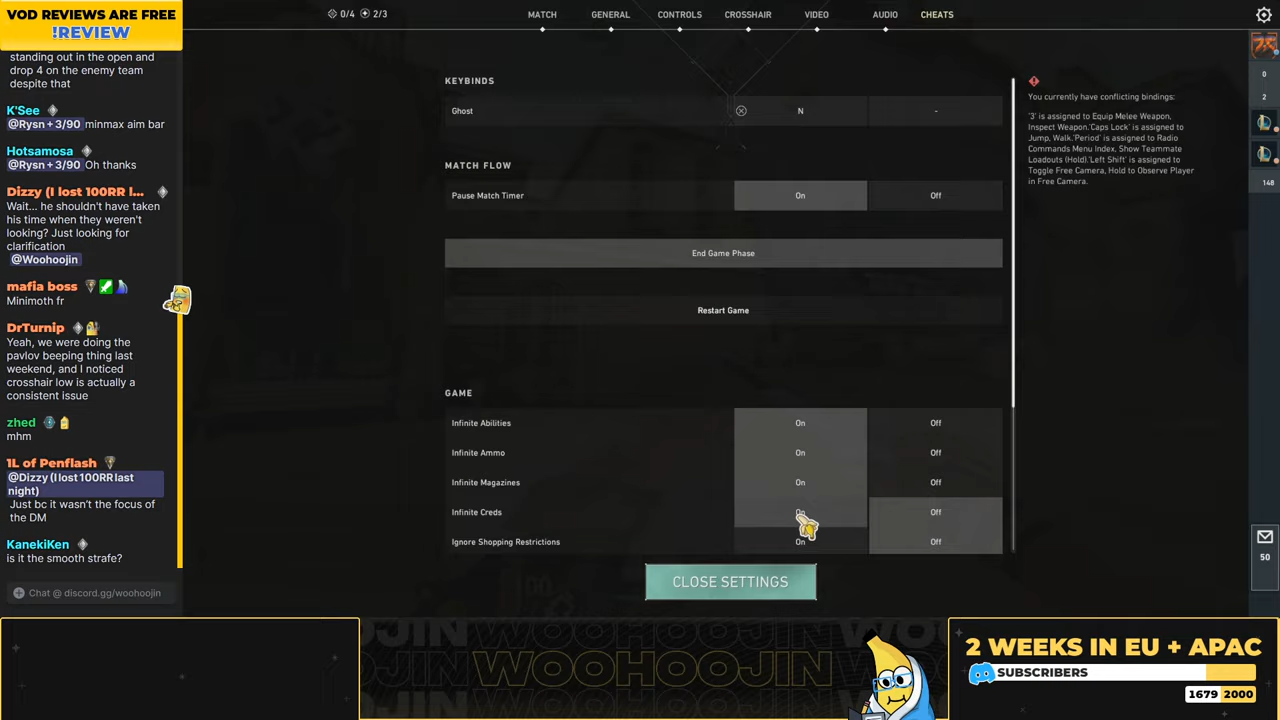 VOD REVIEWS ARE FREE
!REVIEW
standing out in the open and
drop 4 on the enemy team
despite that
K'See
@Rysn + 3/90 minmax aim bar
Hotsamosa
@Rysn + 3/90 Oh thanks
Dizzy (I lost 100RR l...
Wait... he shouldn't have taken
his time when they weren't
looking? Just looking for
clarification
@Woohoojin
mafia boss
Minimoth fr
DrTurnip
Yeah, we were doing the
pavlov beeping thing last
weekend, and I noticed
crosshair low is actually a
consistent issue
zhed
mhm
1L of Penflash
@Dizzy (I lost 100RR last
night)
Just bc it wasn't the focus of
the DM
KanekiKen
is it the smooth strafe?
Chat @ discord.gg/woohoojin
0/4 2/3
MATCH GENERAL CONTROLS CROSSHAIR VIDEO AUDIO CHEATS
KEYBINDS
Ghost N -
MATCH FLOW
Pause Match Timer On Off
End Game Phase
Restart Game
GAME
Infinite Abilities On Off
Infinite Ammo On Off
Infinite Magazines On Off
Infinite Creds Off
Ignore Shopping Restrictions On Off
CLOSE SETTINGS
You currently have conflicting bindings:
'3' is assigned to Equip Melee Weapon,
Inspect Weapon.'Caps Lock' is assigned to
Jump, Walk.'Period' is assigned to Radio
Commands Menu Index, Show Teammate
Loadouts (Hold).'Left Shift' is assigned to
Toggle Free Camera, Hold to Observe Player
in Free Camera.
0
2
148
50
WOOHOOJIN
2 WEEKS IN EU + APAC
SUBSCRIBERS
1679 2000